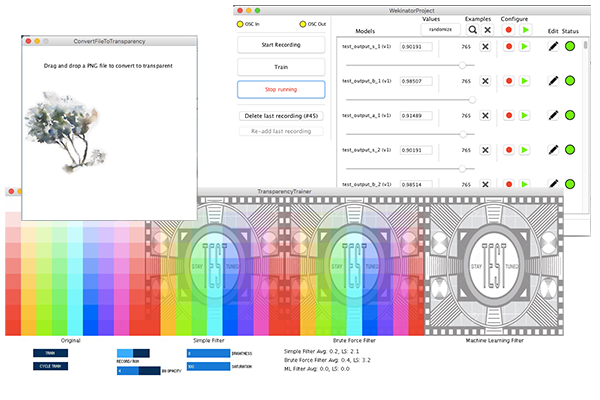 ConvertFileToTransparency
Drag and drop a PNG file to convert to transparent
WekinatorProject
OSC In
OSC Out
Start Recording
Train
Stop running
Delete last recording (#45)
Re-add last recording
Values
Examples
Configure
Models
randomize
Edit
Status
test_output_s_1 (v1)
0.90191
765
test_output_b_1 (v1)
0.98507
765
test_output_a_1 (v1)
0.91489
765
test_output_s_2 (v1)
0.90191
765
test_output_b_2 (v1)
0.98514
765
TransparencyTrainer
STAY
TEST
TUNED
STAY
TEST
TUNED
STAY
TEST
TUNED
Original
Simple Filter
Brute Force Filter
Machine Learning Filter
TRAIN
CYCLE TRAIN
RECORD/RUN
4
BG OPACITY
BRIGHTNESS
100
SATURATION
Simple Filter Avg: 0.2, LS: 2.1
Brute Force Filter Avg: 0.4, LS: 3.2
ML Filter Avg: 0.0, LS: 0.0